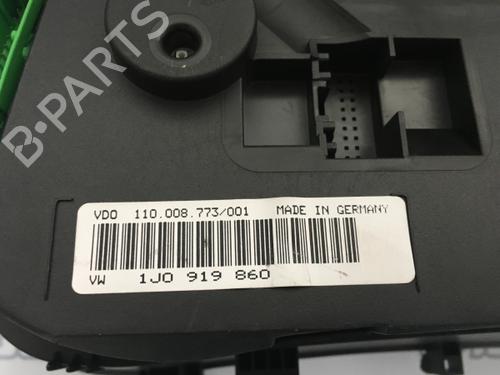 B-PARTS
VDO 110.008.773/001 MADE IN GERMANY
VW 1J0 919 860